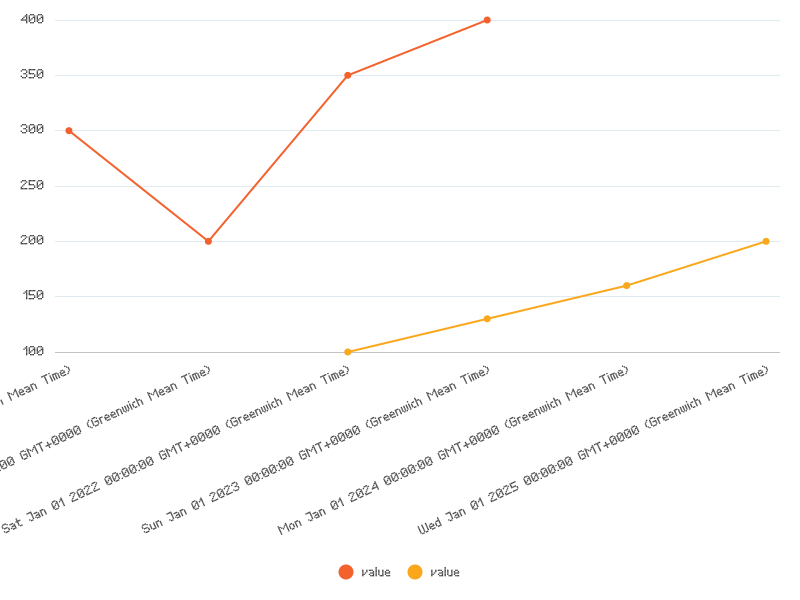 400
350
300
250
200
150
100
Mean Time)
00 GMT+0000 (Greenwich Mean Time)
Sat Jan 01 2022 00:00:00 GMT+0000 (Greenwich Mean Time)
Sun Jan 01 2023 00:00:00 GMT+0000 (Greenwich Mean Time)
Mon Jan 01 2024 00:00:00 GMT+0000 (Greenwich Mean Time)
Wed Jan 01 2025 00:00:00 GMT+0000 (Greenwich Mean Time)
value value